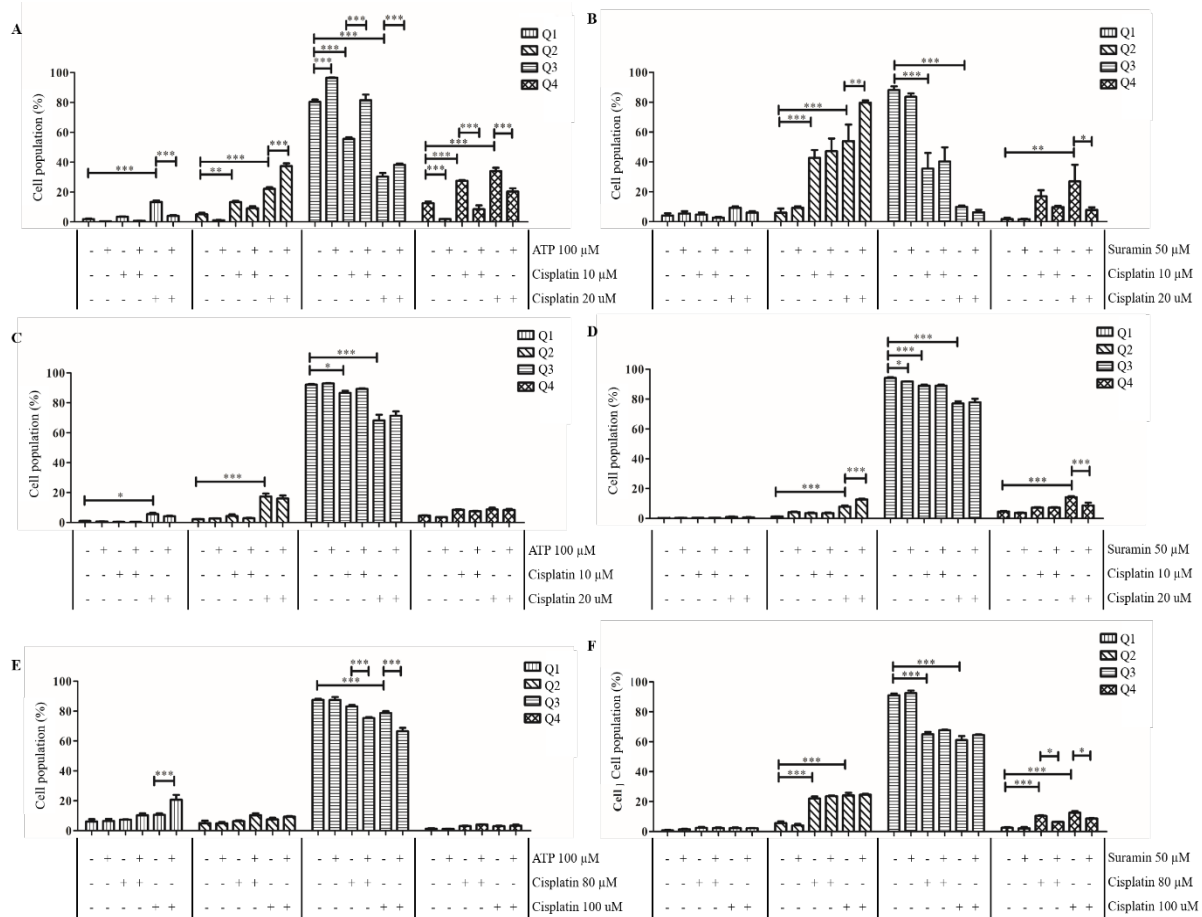 A
Q1
Q2
Q3
Q4
Cell population (%)
100
80
60
40
20
0
***
***
**
***
***
***
***
***
***
***
***
***
***
***
***
- + - + - + - + - + - + - + - + - + - + - + - + ATP 100 µM
- - + + - - - - + + - - - - + + - - - - + + - - Cisplatin 10 µM
- - - - + + - - - - + + - - - - + + - - - - + + Cisplatin 20 uM
B
Q1
Q2
Q3
Q4
Cell population (%)
100
80
60
40
20
0
***
***
**
***
***
**
*
- + - + - + - + - + - + - + - + - + - + - + - + Suramin 50 µM
- - + + - - - - + + - - - - + + - - - - + + - - Cisplatin 10 µM
- - - - + + - - - - + + - - - - + + - - - - + + Cisplatin 20 uM
C
Q1
Q2
Q3
Q4
Cell population (%)
100
80
60
40
20
0
*
***
***
*
- + - + - + - + - + - + - + - + - + - + - + - + ATP 100 µM
- - + + - - - - + + - - - - + + - - - - + + - - Cisplatin 10 µM
- - - - + + - - - - + + - - - - + + - - - - + + Cisplatin 20 uM
D
Q1
Q2
Q3
Q4
Cell population (%)
100
80
60
40
20
0
***
***
***
***
*
***
***
- + - + - + - + - + - + - + - + - + - + - + - + Suramin 50 µM
- - + + - - - - + + - - - - + + - - - - + + - - Cisplatin 10 µM
- - - - + + - - - - + + - - - - + + - - - - + + Cisplatin 20 uM
E
Q1
Q2
Q3
Q4
Cell population (%)
100
80
60
40
20
0
***
***
***
***
- + - + - + - + - + - + - + - + - + - + - + - + ATP 100 µM
- - + + - - - - + + - - - - + + - - - - + + - - Cisplatin 80 µM
- - - - + + - - - - + + - - - - + + - - - - + + Cisplatin 100 uM
F
Q1
Q2
Q3
Q4
Cell Cell population (%)
100
80
60
40
20
0
***
***
***
***
***
***
*
*
- + - + - + - + - + - + - + - + - + - + - + - + Suramin 50 µM
- - + + - - - - + + - - - - + + - - - - + + - - Cisplatin 80 µM
- - - - + + - - - - + + - - - - + + - - - - + + Cisplatin 100 uM